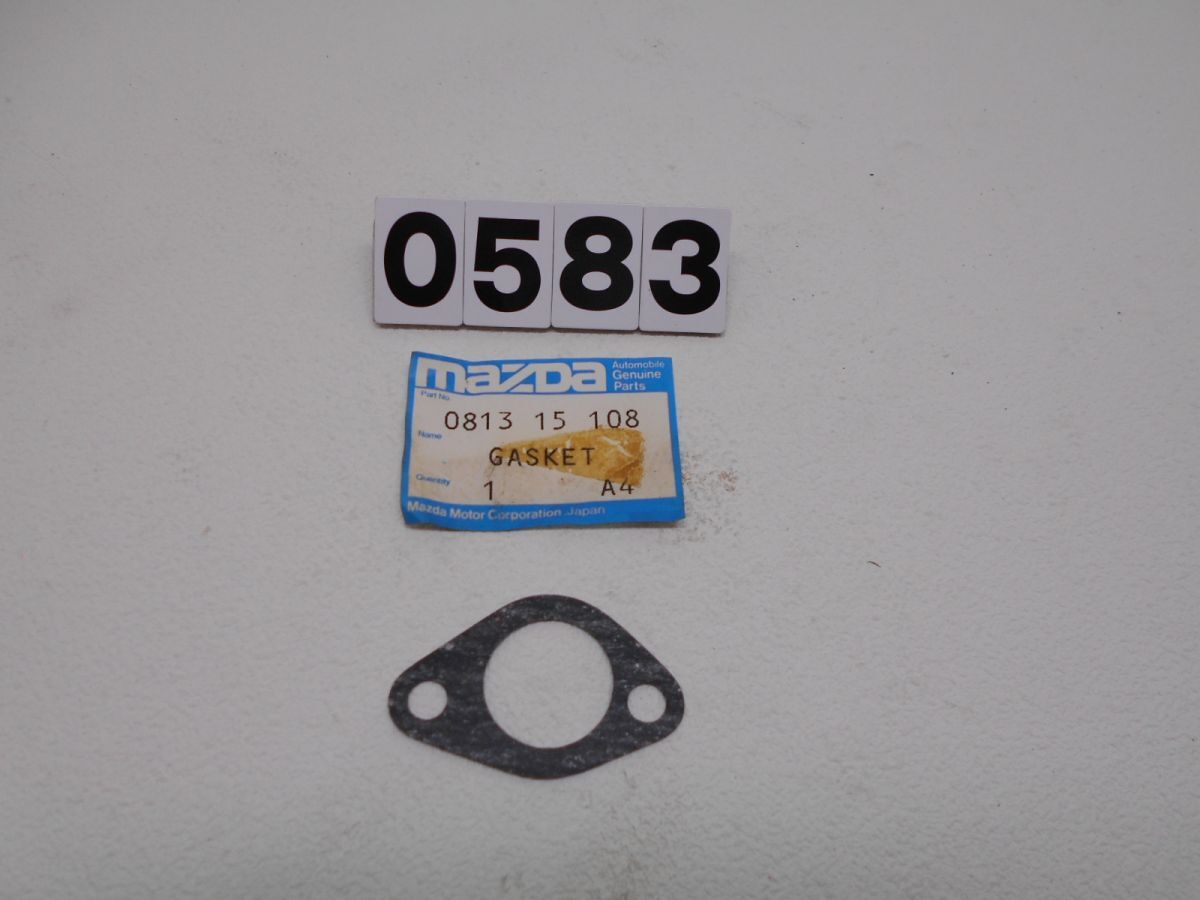 0583
mazda Automobile Genuine Parts
Part No.
0813 15 108
Name
GASKET
Quantity
1 A4
Mazda Motor Corporation Japan